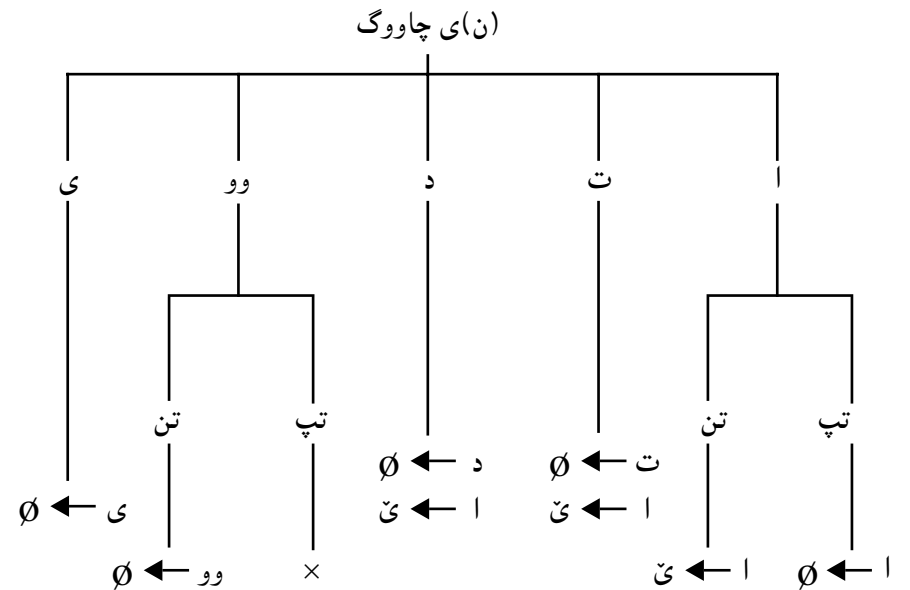 (ن)ی چاووگ
ا ت د وو ی
تپ تن تپ تن
ت ← Ø د ← Ø
ا ← ێ ا ← ێ ی ← Ø
ا ← Ø ا ← ێ × وو ← Ø